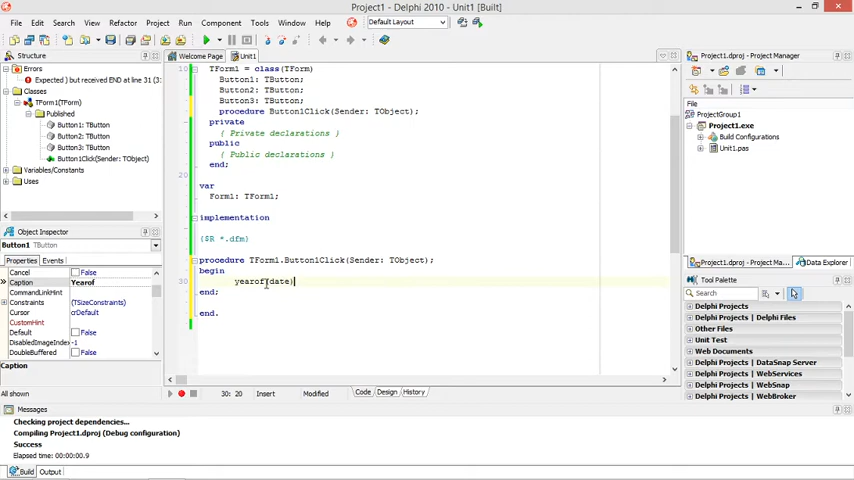 Project1 - Delphi 2010 - Unit1 [Built]
File Edit Search View Refactor Project Run Component Tools Window Help Default Layout
Structure
Errors
Expected ) but received END at line 31 (3:
Classes
TForm1(TForm)
Published
Button1: TButton
Button2: TButton
Button3: TButton
Button1Click(Sender: TObject)
Variables/Constants
Uses
Object Inspector
Button1 TButton
Properties Events
Cancel False
Caption Yearof
CommandLinkHint
Constraints (TSizeConstraints)
Cursor crDefault
CustomHint
Default False
DisabledImageIndex -1
DoubleBuffered False
Caption
All shown
Welcome Page Unit1
10 TForm1 = class(TForm)
Button1: TButton;
Button2: TButton;
Button3: TButton;
procedure Button1Click(Sender: TObject);
private
{ Private declarations }
public
{ Public declarations }
end;
20
var
Form1: TForm1;
implementation
{$R *.dfm}
procedure TForm1.Button1Click(Sender: TObject);
begin
30 yearof(date)
end;
end.
30: 20 Insert Modified Code Design History
Project1.dproj - Project Manager
File
ProjectGroup1
Project1.exe
Build Configurations
Unit1.pas
Project1.dproj - Project Ma... Data Explorer
Tool Palette
Search
Delphi Projects
Delphi Projects | Delphi Files
Other Files
Unit Test
Web Documents
Delphi Projects | DataSnap Server
Delphi Projects | WebServices
Delphi Projects | WebSnap
Delphi Projects | WebBroker
Messages
Checking project dependencies...
Compiling Project1.dproj (Debug configuration)
Success
Elapsed time: 00:00:00.9
Build Output